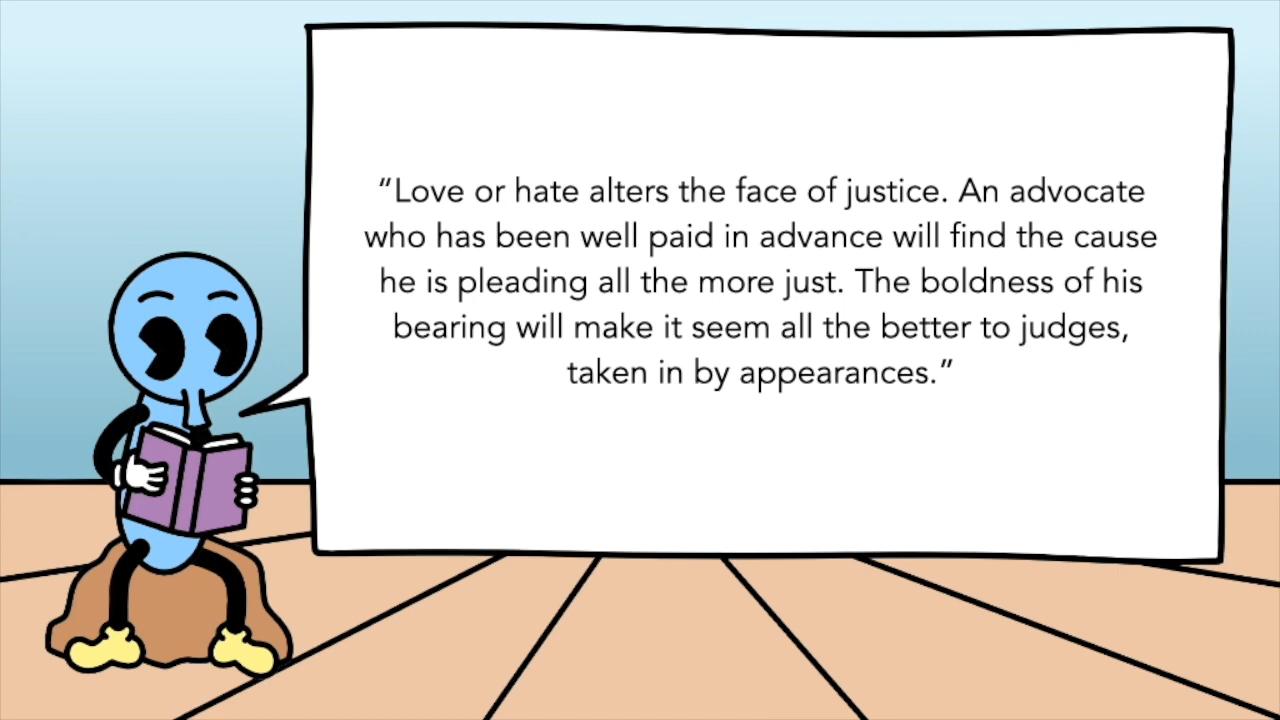 “Love or hate alters the face of justice. An advocate
who has been well paid in advance will find the cause
he is pleading all the more just. The boldness of his
bearing will make it seem all the better to judges,
taken in by appearances.”